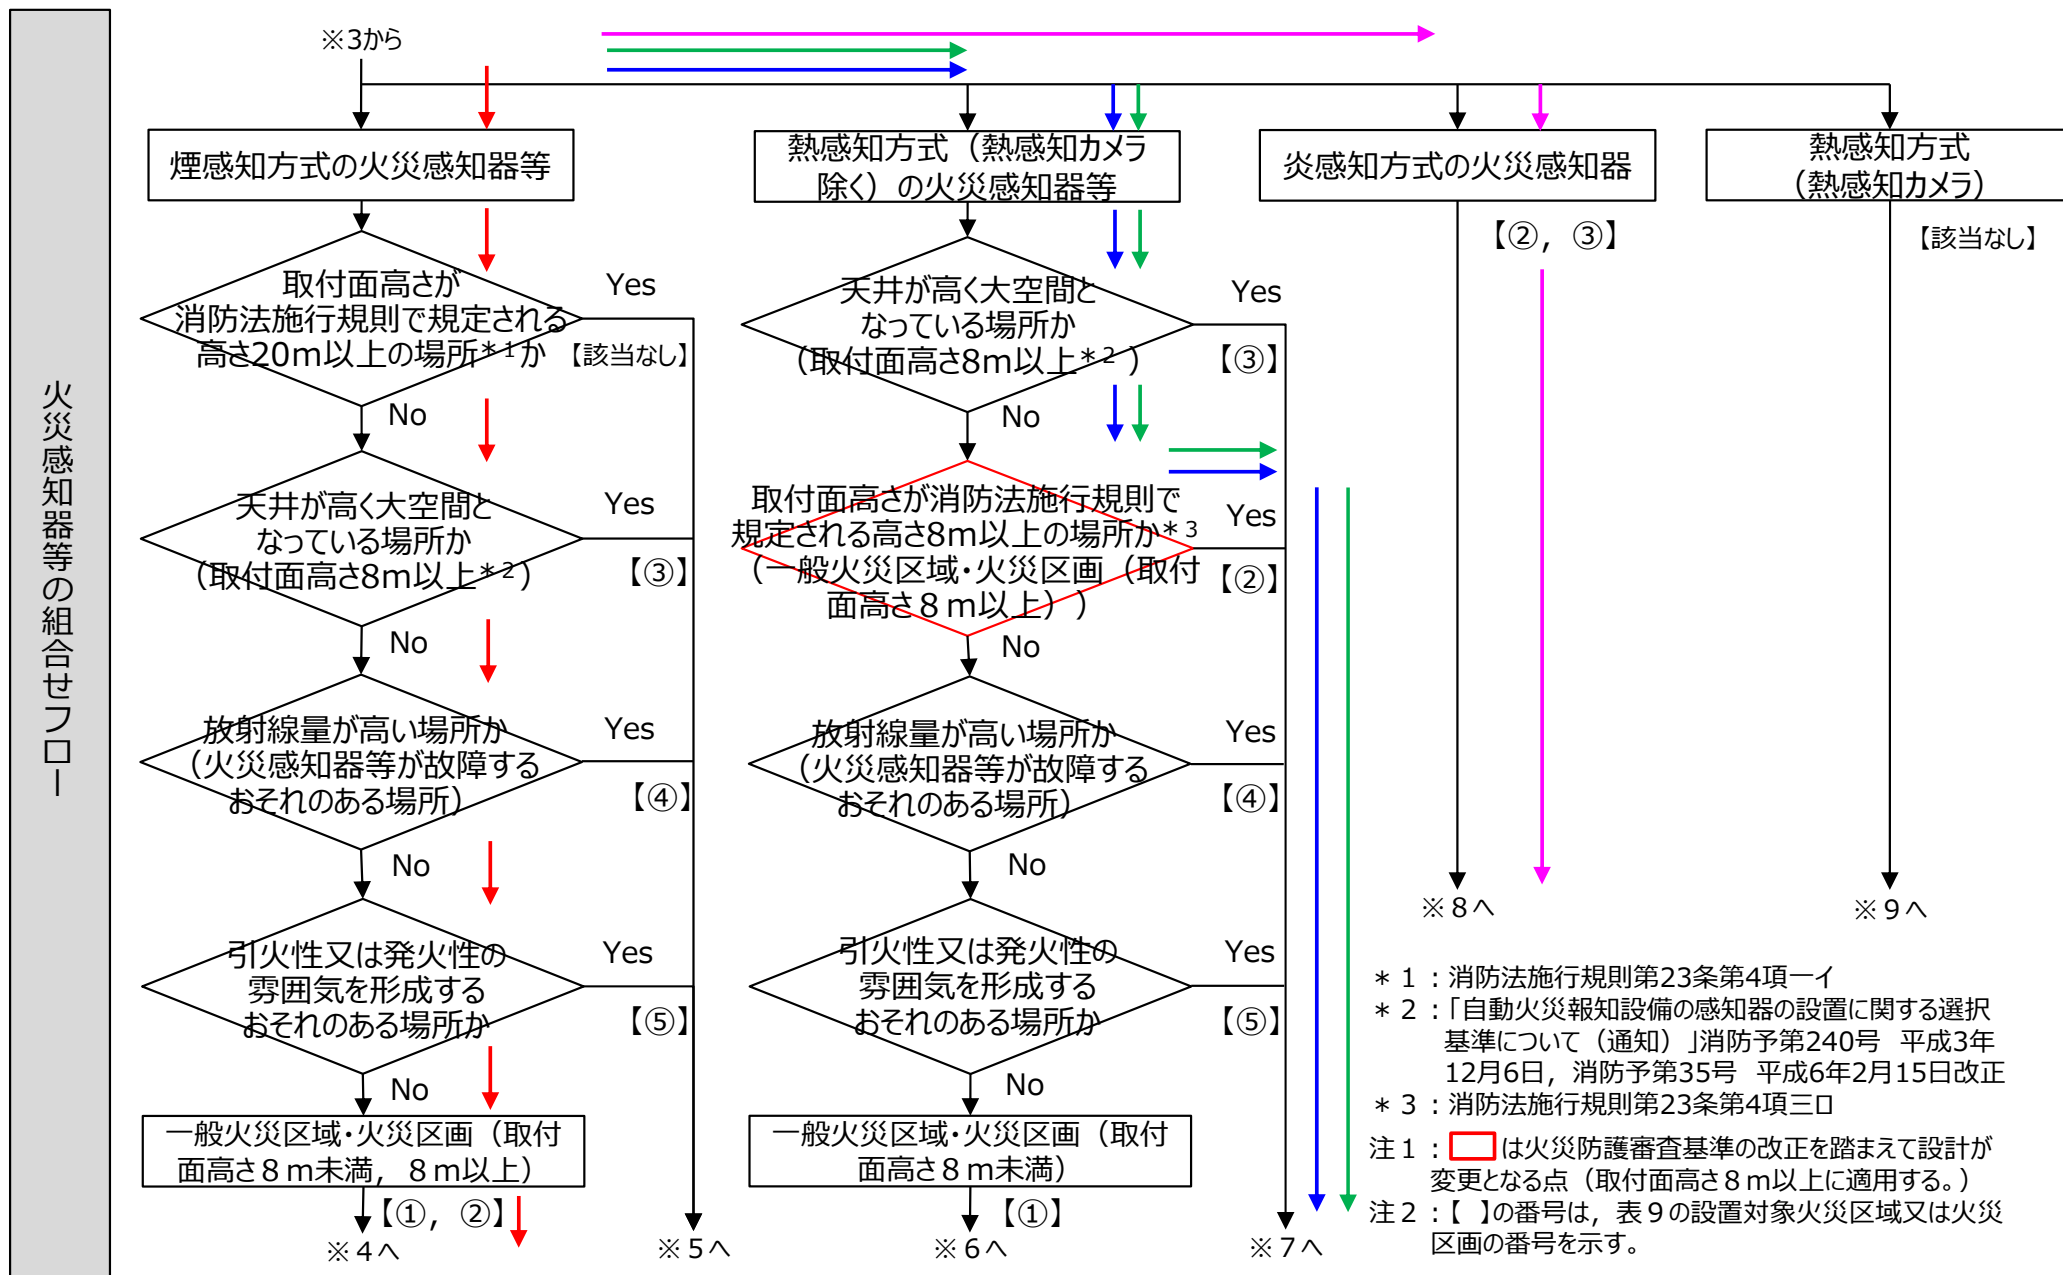 火災感知器等の組合せフロー
※3から
煙感知方式の火災感知器等
取付面高さが
消防法施行規則で規定される
高さ20m以上の場所*1か
Yes
【該当なし】
No
天井が高く大空間と
なっている場所か
(取付面高さ8m以上*2)
Yes
【③】
No
放射線量が高い場所か
(火災感知器等が故障する
おそれのある場所)
Yes
【④】
No
引火性又は発火性の
雰囲気を形成する
おそれのある場所か
Yes
【⑤】
No
一般火災区域・火災区画(取付
面高さ8m未満,8m以上)
【①,②】
※4へ
※5へ
熱感知方式(熱感知カメラ
除く)の火災感知器等
天井が高く大空間と
なっている場所か
(取付面高さ8m以上*2)
Yes
【③】
No
取付面高さが消防法施行規則で
規定される高さ8m以上の場所か*3
(一般火災区域・火災区画(取付
面高さ8m以上))
Yes
【②】
No
放射線量が高い場所か
(火災感知器等が故障する
おそれのある場所)
Yes
【④】
No
引火性又は発火性の
雰囲気を形成する
おそれのある場所か
Yes
【⑤】
No
一般火災区域・火災区画(取付
面高さ8m未満)
【①】
※6へ
※7へ
炎感知方式の火災感知器
【②,③】
※8へ
熱感知方式
(熱感知カメラ)
【該当なし】
※9へ
*1:消防法施行規則第23条第4項一イ
*2:「自動火災報知設備の感知器の設置に関する選択
基準について(通知)」消防予第240号 平成3年
12月6日,消防予第35号 平成6年2月15日改正
*3:消防法施行規則第23条第4項三ロ
注1: は火災防護審査基準の改正を踏まえて設計が
変更となる点(取付面高さ8m以上に適用する。)
注2:【 】の番号は,表9の設置対象火災区域又は火災
区画の番号を示す。